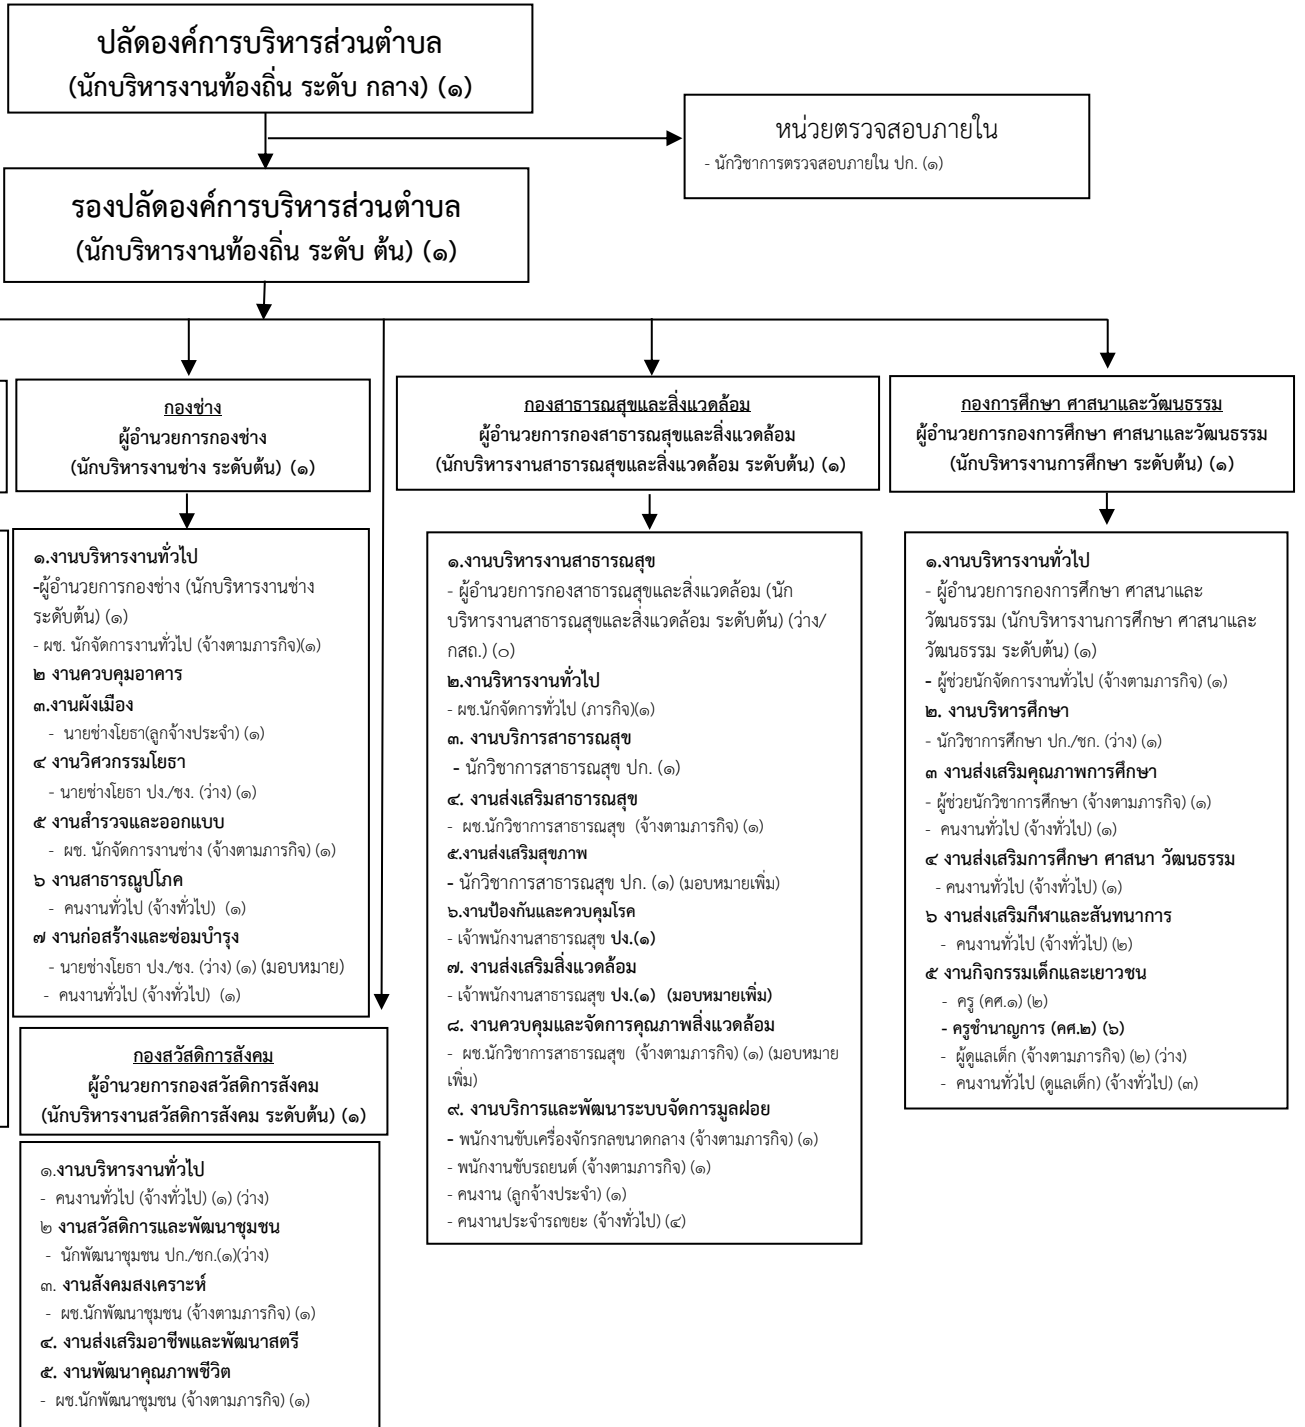 ปลัดองค์การบริหารส่วนตำบล
(นักบริหารงานท้องถิ่น ระดับ กลาง) (๑)
หน่วยตรวจสอบภายใน
- นักวิชาการตรวจสอบภายใน ปก. (๑)
รองปลัดองค์การบริหารส่วนตำบล
(นักบริหารงานท้องถิ่น ระดับ ต้น) (๑)
กองช่าง
ผู้อำนวยการกองช่าง
(นักบริหารงานช่าง ระดับต้น) (๑)
๑.งานบริหารงานทั่วไป
-ผู้อำนวยการกองช่าง (นักบริหารงานช่าง
ระดับต้น) (๑)
- ผช. นักจัดการงานทั่วไป (จ้างตามภารกิจ)(๑)
๒ งานควบคุมอาคาร
๓.งานผังเมือง
- นายช่างโยธา(ลูกจ้างประจำ) (๑)
๔ งานวิศวกรรมโยธา
- นายช่างโยธา ปง./ชง. (ว่าง) (๑)
๕ งานสำรวจและออกแบบ
- ผช. นักจัดการงานช่าง (จ้างตามภารกิจ) (๑)
๖ งานสาธารณูปโภค
- คนงานทั่วไป (จ้างทั่วไป) (๑)
๗ งานก่อสร้างและซ่อมบำรุง
- นายช่างโยธา ปง./ชง. (ว่าง) (๑) (มอบหมาย)
- คนงานทั่วไป (จ้างทั่วไป) (๑)
กองสวัสดิการสังคม
ผู้อำนวยการกองสวัสดิการสังคม
(นักบริหารงานสวัสดิการสังคม ระดับต้น) (๑)
๑.งานบริหารงานทั่วไป
- คนงานทั่วไป (จ้างทั่วไป) (๑) (ว่าง)
๒ งานสวัสดิการและพัฒนาชุมชน
- นักพัฒนาชุมชน ปก./ชก.(๑)(ว่าง)
๓. งานสังคมสงเคราะห์
- ผช.นักพัฒนาชุมชน (จ้างตามภารกิจ) (๑)
๔. งานส่งเสริมอาชีพและพัฒนาสตรี
๕. งานพัฒนาคุณภาพชีวิต
- ผช.นักพัฒนาชุมชน (จ้างตามภารกิจ) (๑)
กองสาธารณสุขและสิ่งแวดล้อม
ผู้อำนวยการกองสาธารณสุขและสิ่งแวดล้อม
(นักบริหารงานสาธารณสุขและสิ่งแวดล้อม ระดับต้น) (๑)
๑.งานบริหารงานสาธารณสุข
- ผู้อำนวยการกองสาธารณสุขและสิ่งแวดล้อม (นัก
บริหารงานสาธารณสุขและสิ่งแวดล้อม ระดับต้น) (ว่าง/
กสถ.) (๐)
๒.งานริหารงานทั่วไป
- ผช.นักจัดการทั่วไป (ภารกิจ)(๑)
๓. งานบริการสาธารณสุข
- นักวิชาการสาธารณสุข ปก. (๑)
๔. งานส่งเสริมสาธารณสุข
- ผช.นักวิชาการสาธารณสุข (จ้างตามภารกิจ) (๑)
๕.งานส่งเสริมสุขภาพ
- นักวิชาการสาธารณสุข ปก. (๑) (มอบหมายเพิ่ม)
๖.งานป้องกันและควบคุมโรค
- เจ้าพนักงานสาธารณสุข ปง.(๑)
๗. งานส่งเสริมสิ่งแวดล้อม
- เจ้าพนักงานสาธารณสุข ปง.(๑) (มอบหมายเพิ่ม)
๘. งานควบคุมและจัดการคุณภาพสิ่งแวดล้อม
- ผช.นักวิชาการสาธารณสุข (จ้างตามภารกิจ) (๑) (มอบหมาย
เพิ่ม)
๙. งานบริการและพัฒนาระบบจัดการมูลฝอย
- พนักงานขับเครื่องจักรกลขนาดกลาง (จ้างตามภารกิจ) (๑)
- พนักงานขับรถยนต์ (จ้างตามภารกิจ) (๑)
- คนงาน (ลูกจ้างประจำ) (๑)
- คนงานประจำรถขยะ (จ้างทั่วไป) (๔)
กองการศึกษา ศาสนาและวัฒนธรรม
ผู้อำนวยการกองการศึกษา ศาสนาและวัฒนธรรม
(นักบริหารงานการศึกษา ระดับต้น) (๑)
๑.งานบริหารงานทั่วไป
- ผู้อำนวยการกองการศึกษา ศาสนาและ
วัฒนธรรม (นักบริหารงานการศึกษา ศาสนาและ
วัฒนธรรม ระดับต้น) (๑)
- ผู้ช่วยนักจัดการงานทั่วไป (จ้างตามภารกิจ) (๑)
๒. งานบริหารศึกษา
- นักวิชาการศึกษา ปก./ชก. (ว่าง) (๑)
๓ งานส่งเสริมคุณภาพการศึกษา
- ผู้ช่วยนักวิชาการศึกษา (จ้างตามภารกิจ) (๑)
- คนงานทั่วไป (จ้างทั่วไป) (๑)
๔ งานส่งเสริมการศึกษา ศาสนา วัฒนธรรม
- คนงานทั่วไป (จ้างทั่วไป) (๑)
๖ งานส่งเสริมกีฬาและสันทนาการ
- คนงานทั่วไป (จ้างทั่วไป) (๒)
๕ งานกิจกรรมเด็กและเยาวชน
- ครู (คศ.๑) (๒)
- ครูชำนาญการ (คศ.๒) (๖)
- ผู้ดูแลเด็ก (จ้างตามภารกิจ) (๒) (ว่าง)
- คนงานทั่วไป (ดูแลเด็ก) (จ้างทั่วไป) (๓)